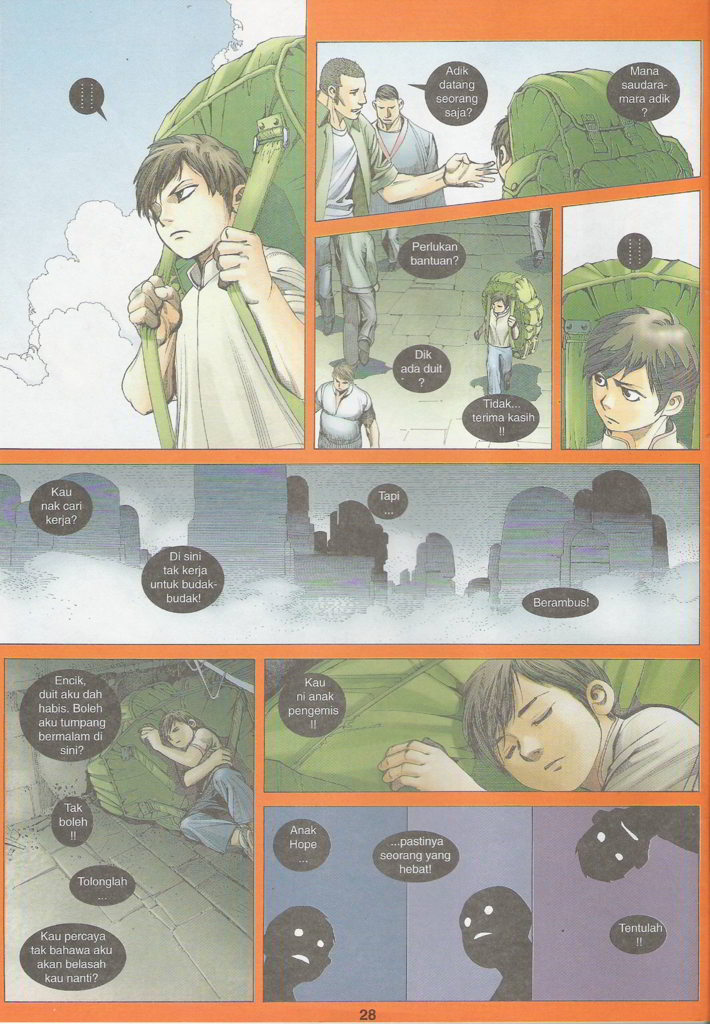 ......
Adik
datang
seorang
saja?
Mana
saudara-
mara adik
?
Perlukan
bantuan?
Dik
ada duit
?
Tidak...
terima kasih
!!
......
Kau
nak cari
kerja?
Tapi
...
Di sini
tak kerja
untuk budak-
budak!
Berambus!
Encik,
duit aku dah
habis. Boleh
aku tumpang
bermalam di
sini?
Tak
boleh
!!
Tolonglah
...
Kau percaya
tak bahawa aku
akan belasah
kau nanti?
Kau
ni anak
pengemis
!!
Anak
Hope
...
...pastinya
seorang yang
hebat!
Tentulah
!!
28